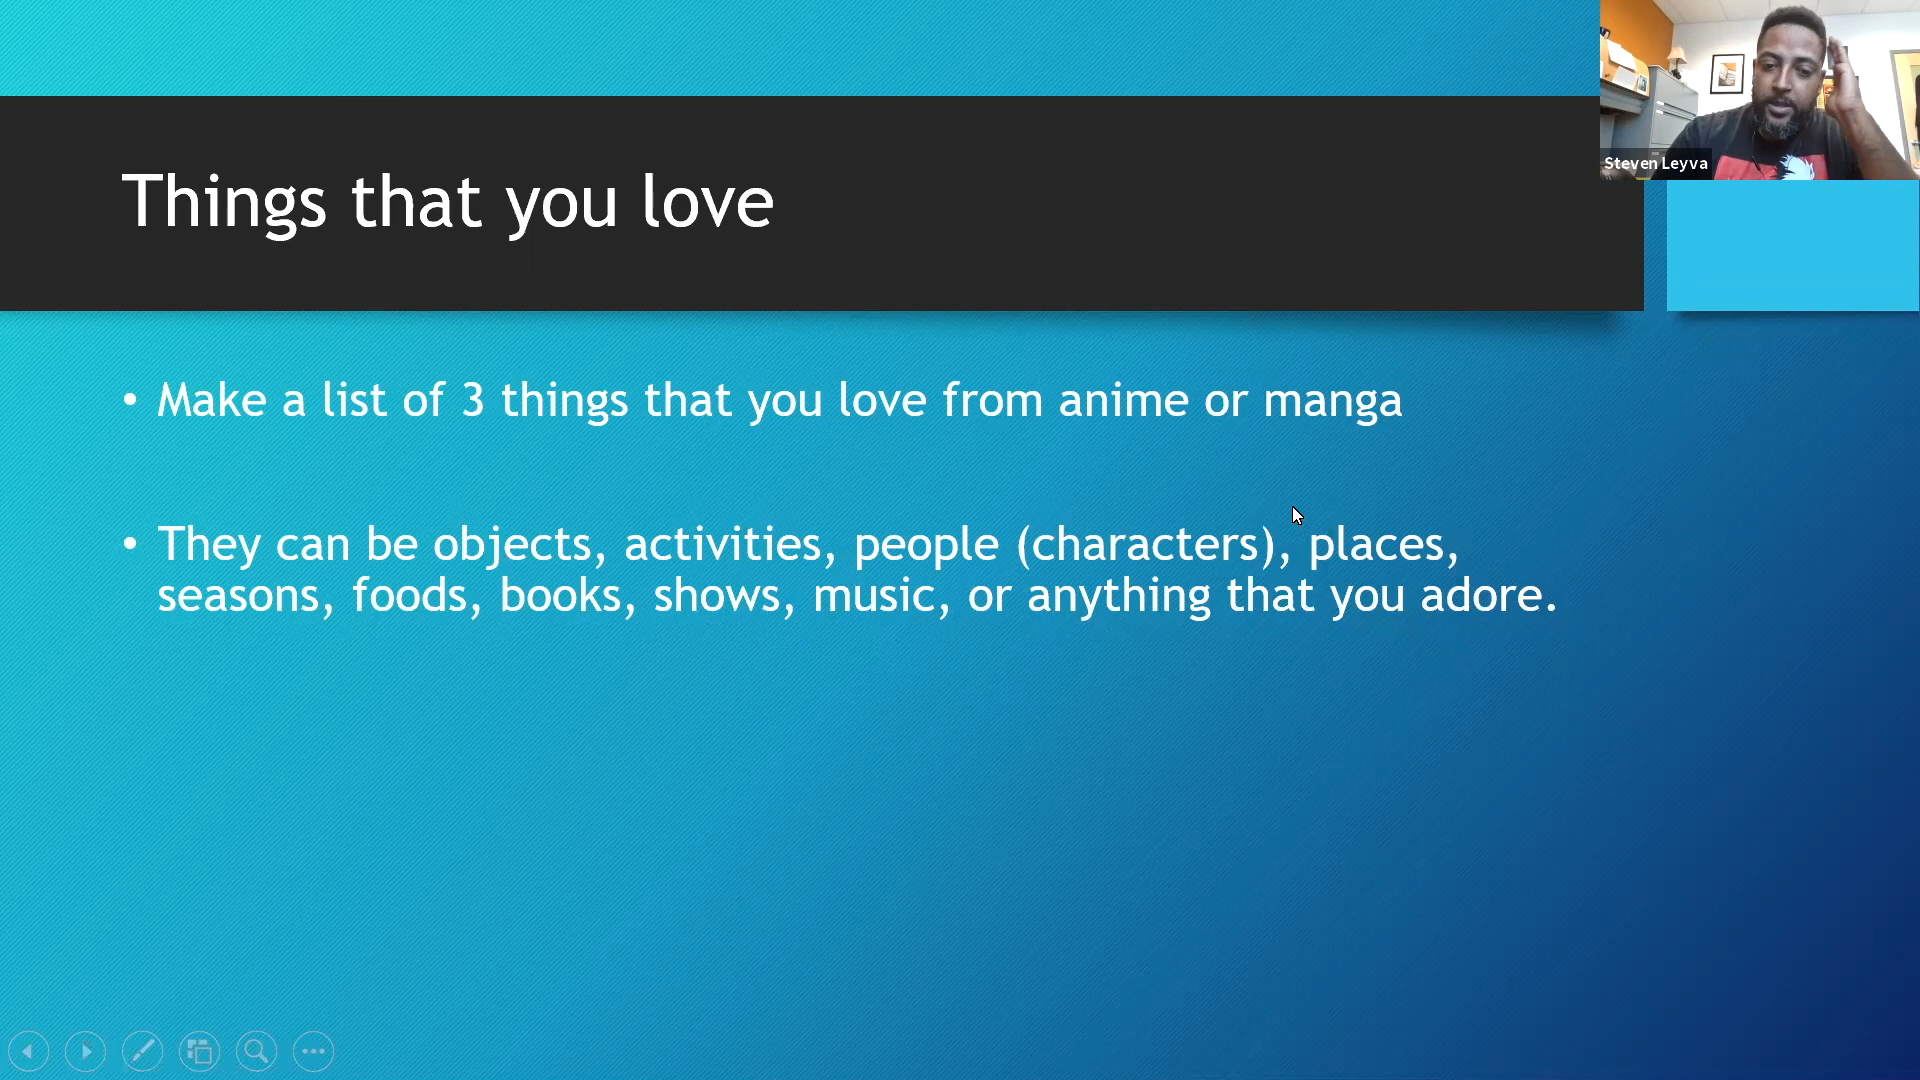 Steven Leyva
Things that you love
• Make a list of 3 things that you love from anime or manga
• They can be objects, activities, people (characters), places,
seasons, foods, books, shows, music, or anything that you adore.